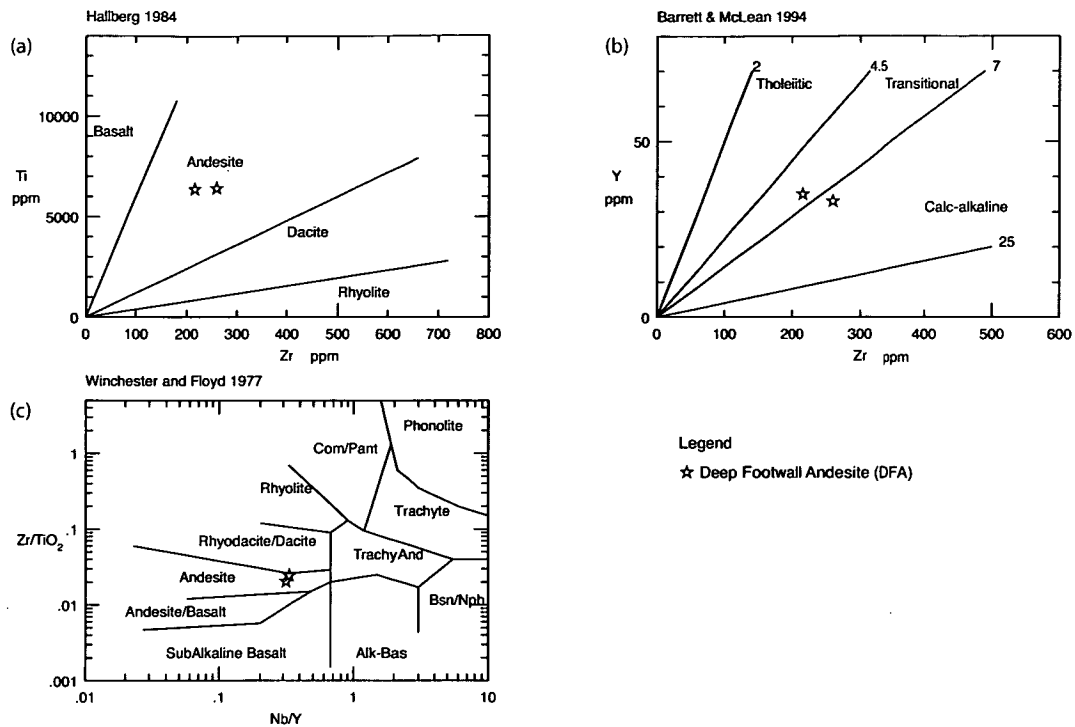 Hallberg 1984
(a)
10000
Ti
ppm
5000
0
Basalt
Andesite
Dacite
Rhyolite
0 100 200 300 400 500 600 700 800
Zr ppm
Barrett & McLean 1994
(b)
2
4.5
7
Tholeiitic
Transitional
50
Y
ppm
Calc-alkaline
25
0
0 100 200 300 400 500 600
Zr ppm
Winchester and Floyd 1977
(c)
Phonolite
Com/Pant
1
Rhyolite
Trachyte
Zr/TiO2
.1
Rhyodacite/Dacite
TrachyAnd
Andesite
.01
Andesite/Basalt
Bsn/Nph
SubAlkaline Basalt
Alk-Bas
.001
.01 .1 1 10
Nb/Y
Legend
Deep Footwall Andesite (DFA)